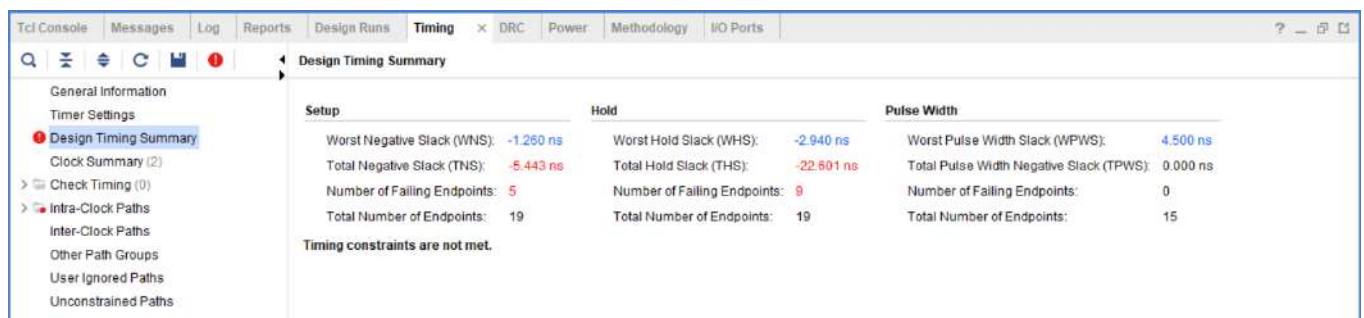 Tcl Console Messages Log Reports Design Runs Timing × DRC Power Methodology I/O Ports ? _
Design Timing Summary
General Information
Timer Settings
Design Timing Summary
Clock Summary (2)
Check Timing (0)
Intra-Clock Paths
Inter-Clock Paths
Other Path Groups
User Ignored Paths
Unconstrained Paths
Setup Hold Pulse Width
Worst Negative Slack (WNS): -1.260 ns Worst Hold Slack (WHS): -2.940 ns Worst Pulse Width Slack (WPWS): 4.500 ns
Total Negative Slack (TNS): -5.443 ns Total Hold Slack (THS): -22.601 ns Total Pulse Width Negative Slack (TPWS): 0.000 ns
Number of Failing Endpoints: 5 Number of Failing Endpoints: 9 Number of Failing Endpoints: 0
Total Number of Endpoints: 19 Total Number of Endpoints: 19 Total Number of Endpoints: 15
Timing constraints are not met.